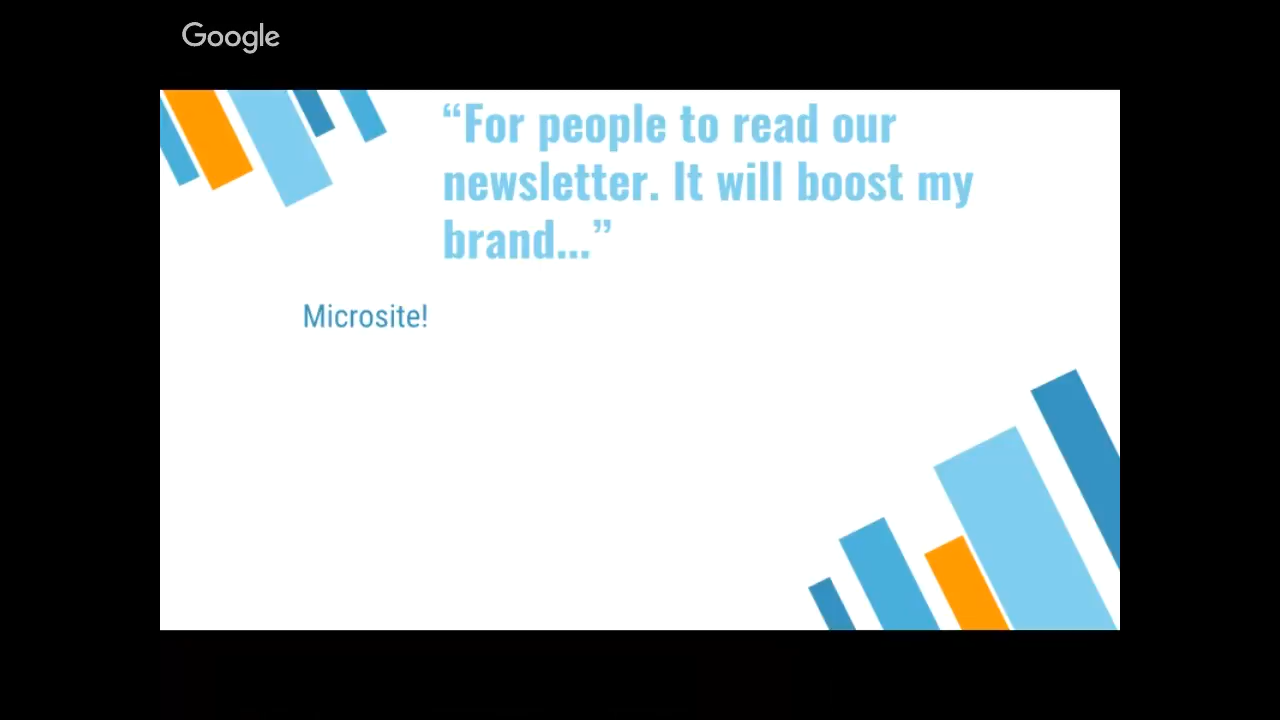 Google
“For people to read our
newsletter. It will boost my
brand...”
Microsite!